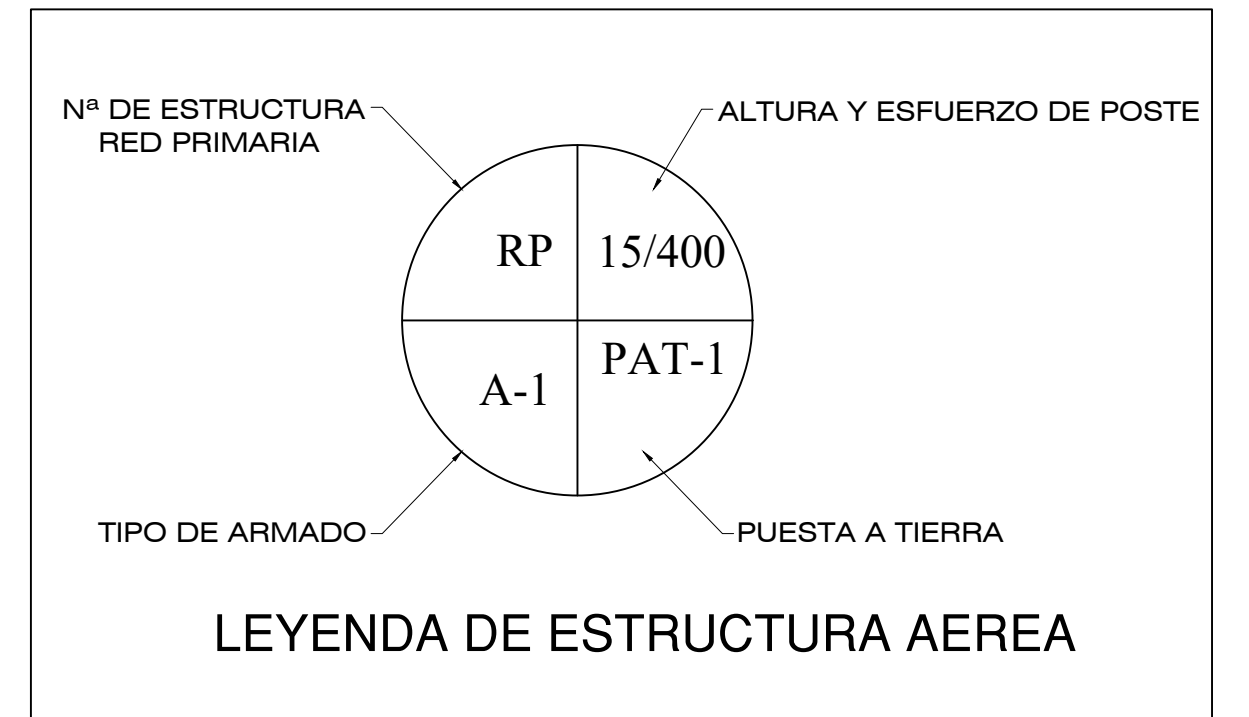 Nª DE ESTRUCTURA
RED PRIMARIA
ALTURA Y ESFUERZO DE POSTE
RP
15/400
A-1
PAT-1
TIPO DE ARMADO
PUESTA A TIERRA
LEYENDA DE ESTRUCTURA AEREA